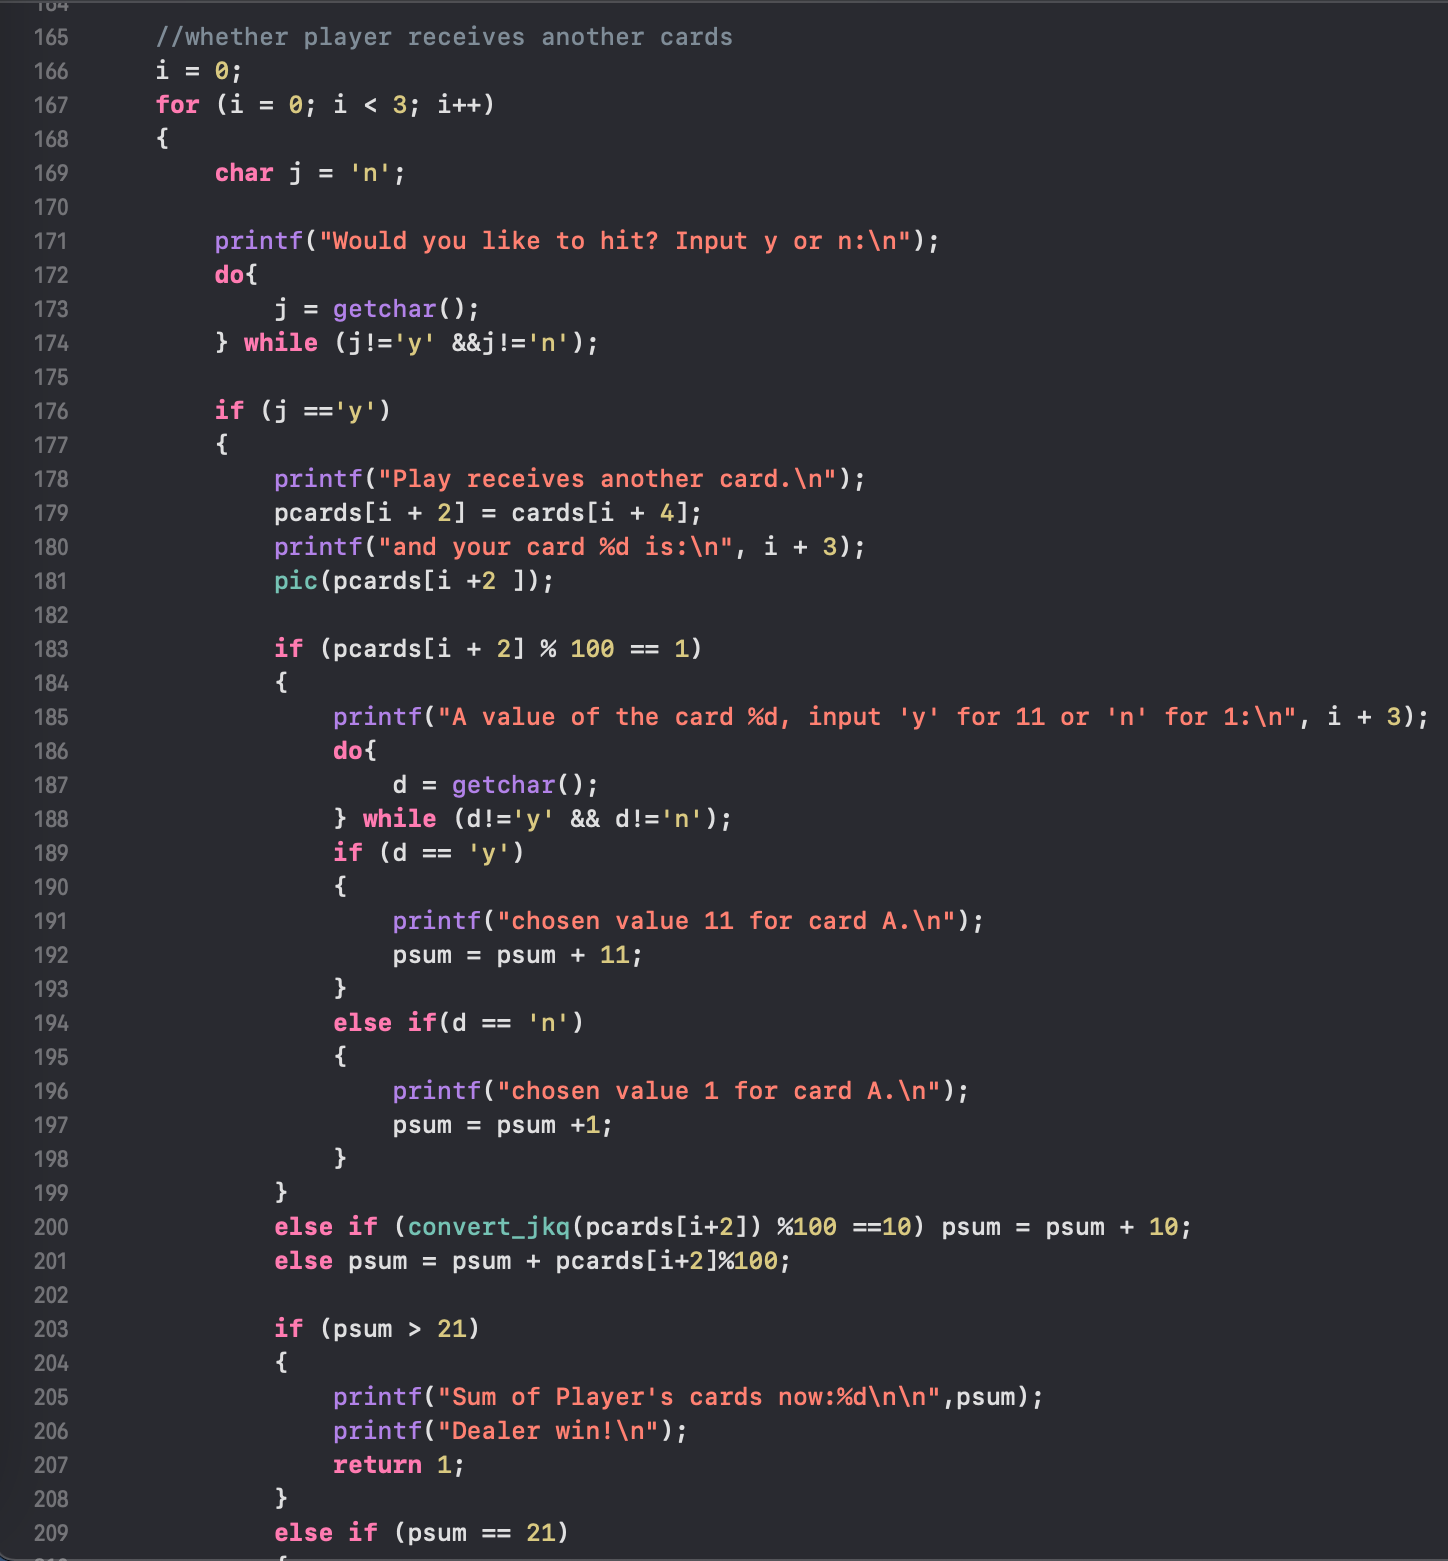 164
165 //whether player receives another cards
166 i = 0;
167 for (i = 0; i < 3; i++)
168 {
169 char j = 'n';
170
171 printf("Would you like to hit? Input y or n:\n");
172 do{
173 j = getchar();
174 } while (j!='y' &&j!='n');
175
176 if (j =='y')
177 {
178 printf("Play receives another card.\n");
179 pcards[i + 2] = cards[i + 4];
180 printf("and your card %d is:\n", i + 3);
181 pic(pcards[i +2 ]);
182
183 if (pcards[i + 2] % 100 == 1)
184 {
185 printf("A value of the card %d, input 'y' for 11 or 'n' for 1:\n", i + 3);
186 do{
187 d = getchar();
188 } while (d!='y' && d!='n');
189 if (d == 'y')
190 {
191 printf("chosen value 11 for card A.\n");
192 psum = psum + 11;
193 }
194 else if(d == 'n')
195 {
196 printf("chosen value 1 for card A.\n");
197 psum = psum +1;
198 }
199 }
200 else if (convert_jkq(pcards[i+2]) %100 ==10) psum = psum + 10;
201 else psum = psum + pcards[i+2]%100;
202
203 if (psum > 21)
204 {
205 printf("Sum of Player's cards now:%d\n\n",psum);
206 printf("Dealer win!\n");
207 return 1;
208 }
209 else if (psum == 21)